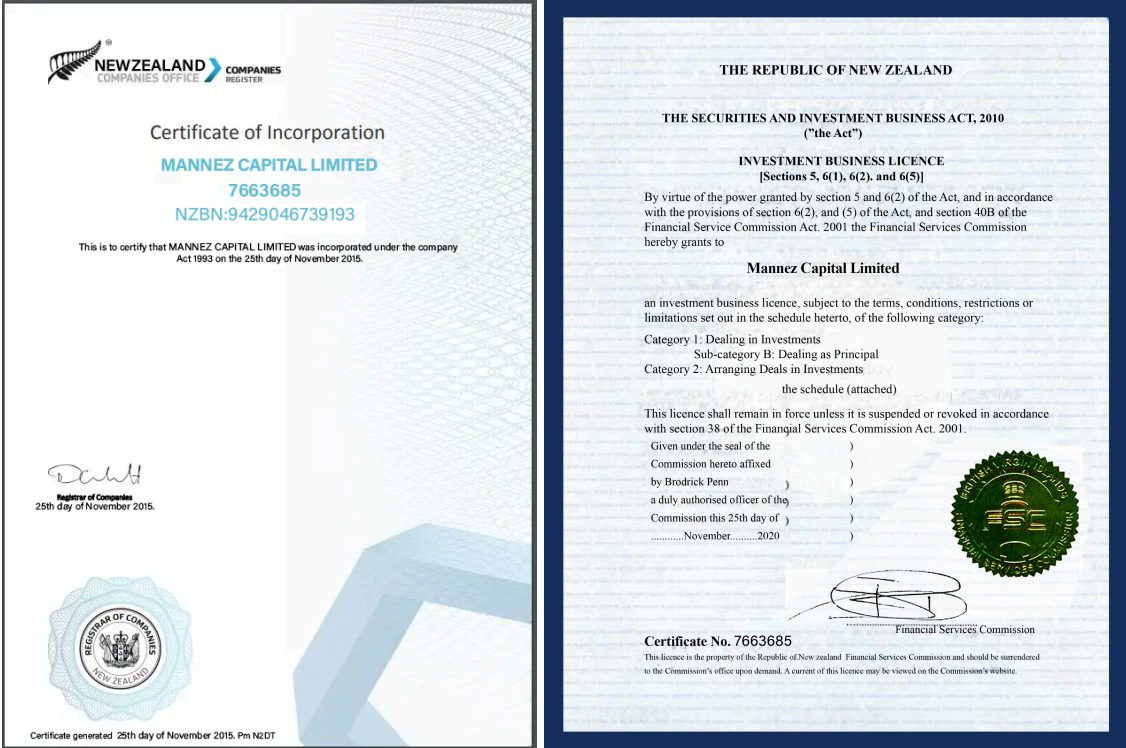 NEWZEALAND
COMPANIES OFFICE
COMPANIES
REGISTER
Certificate of Incorporation
MANNEZ CAPITAL LIMITED
7663685
NZBN:9429046739193
This is to certify that MANNEZ CAPITAL LIMITED was incorporated under the company
Act 1993 on the 25th day of November 2015.
Registrar of Companies
25th day of November 2015.
REGISTRAR OF COMPANIES
NEW ZEALAND
Certificate generated 25th day of November 2015. Pm N2DT
THE REPUBLIC OF NEW ZEALAND
THE SECURITIES AND INVESTMENT BUSINESS ACT, 2010
("the Act")
INVESTMENT BUSINESS LICENCE
[Sections 5, 6(1), 6(2). and 6(5)]
By virtue of the power granted by section 5 and 6(2) of the Act, and in accordance
with the provisions of section 6(2), and (5) of the Act, and section 40B of the
Financial Service Commission Act. 2001 the Financial Services Commission
hereby grants to
Mannez Capital Limited
an investment business licence, subject to the terms, conditions, restrictions or
limitations set out in the schedule heterto, of the following category:
Category 1: Dealing in Investments
Sub-category B: Dealing as Principal
Category 2: Arranging Deals in Investments
the schedule (attached)
This licence shall remain in force unless it is suspended or revoked in accordance
with section 38 of the Financial Services Commission Act. 2001.
Given under the seal of the )
Commission hereto affixed )
by Brodrick Penn ) )
a duly authorised officer of the ) )
Commission this 25th day of ) )
............November..........2020 )
BRITISH VIRGIN ISLANDS
FSC
FINANCIAL SERVICES COMMISSION
Financial Services Commission
Certificate No. 7663685
This licence is the property of the Republic of New zealand Financial Services Commission and should be surrendered
to the Commission's office upon demand. A current of this licence may be viewed on the Commission's website.